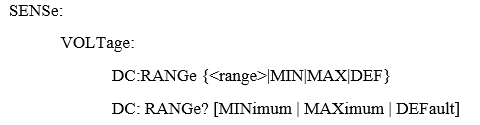 SENSe:
VOLTage:
DC:RANGe {<range>|MIN|MAX|DEF}
DC: RANGe? [MINimum | MAXimum | DEFault]